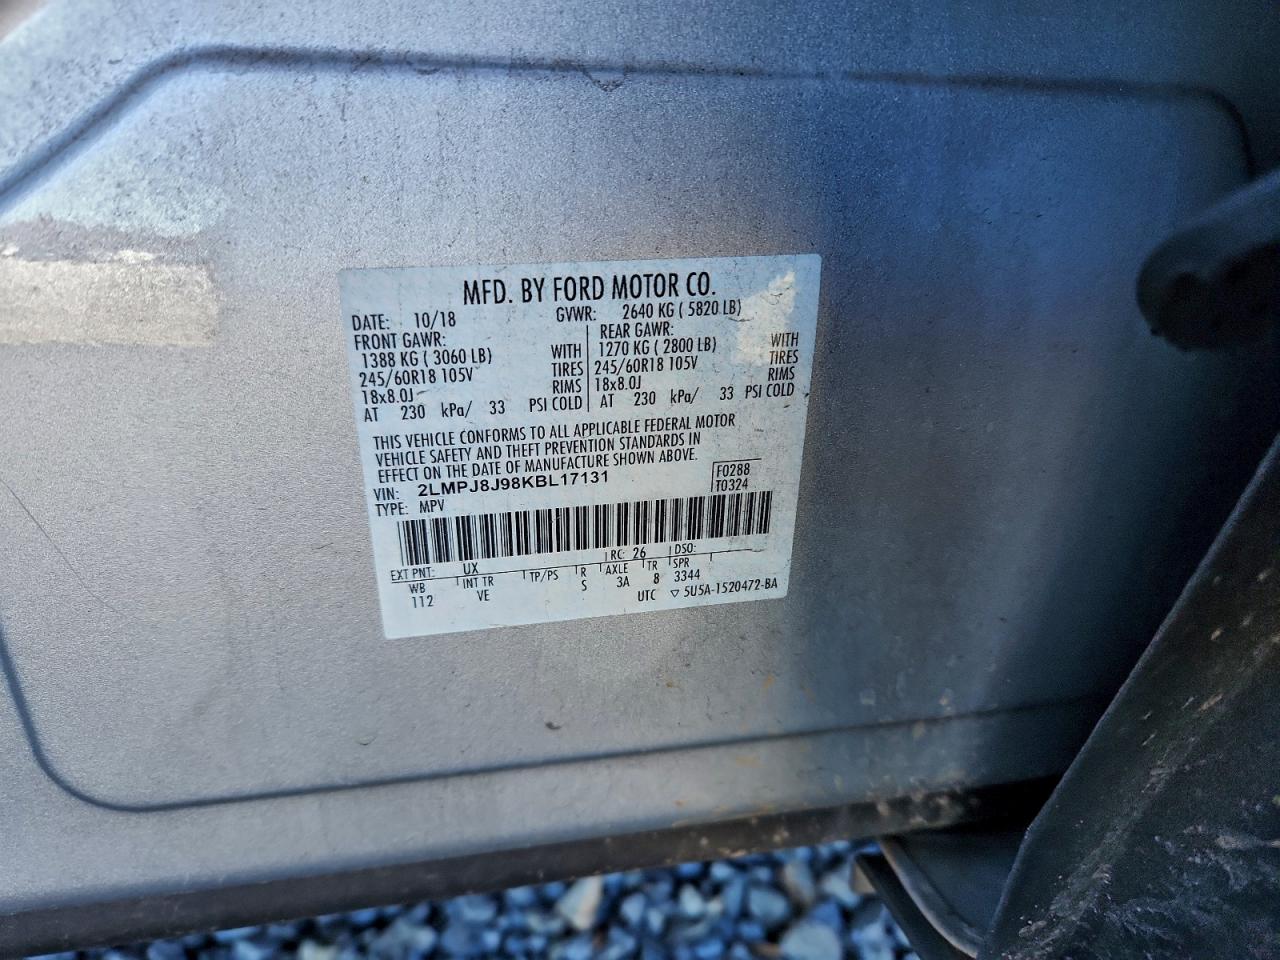 MFD. BY FORD MOTOR CO.
DATE: 10/18 GVWR: 2640 KG ( 5820 LB)
FRONT GAWR: REAR GAWR:
1388 KG ( 3060 LB) WITH 1270 KG ( 2800 LB) WITH
245/60R18 105V TIRES 245/60R18 105V TIRES
18x8.0J RIMS 18x8.0J RIMS
AT 230 kPa/ 33 PSI COLD AT 230 kPa/ 33 PSI COLD
THIS VEHICLE CONFORMS TO ALL APPLICABLE FEDERAL MOTOR
VEHICLE SAFETY AND THEFT PREVENTION STANDARDS IN
EFFECT ON THE DATE OF MANUFACTURE SHOWN ABOVE.
VIN: 2LMPJ8J98KBL17131 F0288
TYPE: MPV T0324
EXT PNT: UX RC: 26 DSO:
WB INT TR TP/PS R AXLE TR SPR
112 VE S 3A 8 3344
UTC ▽ 5U5A-1520472-BA